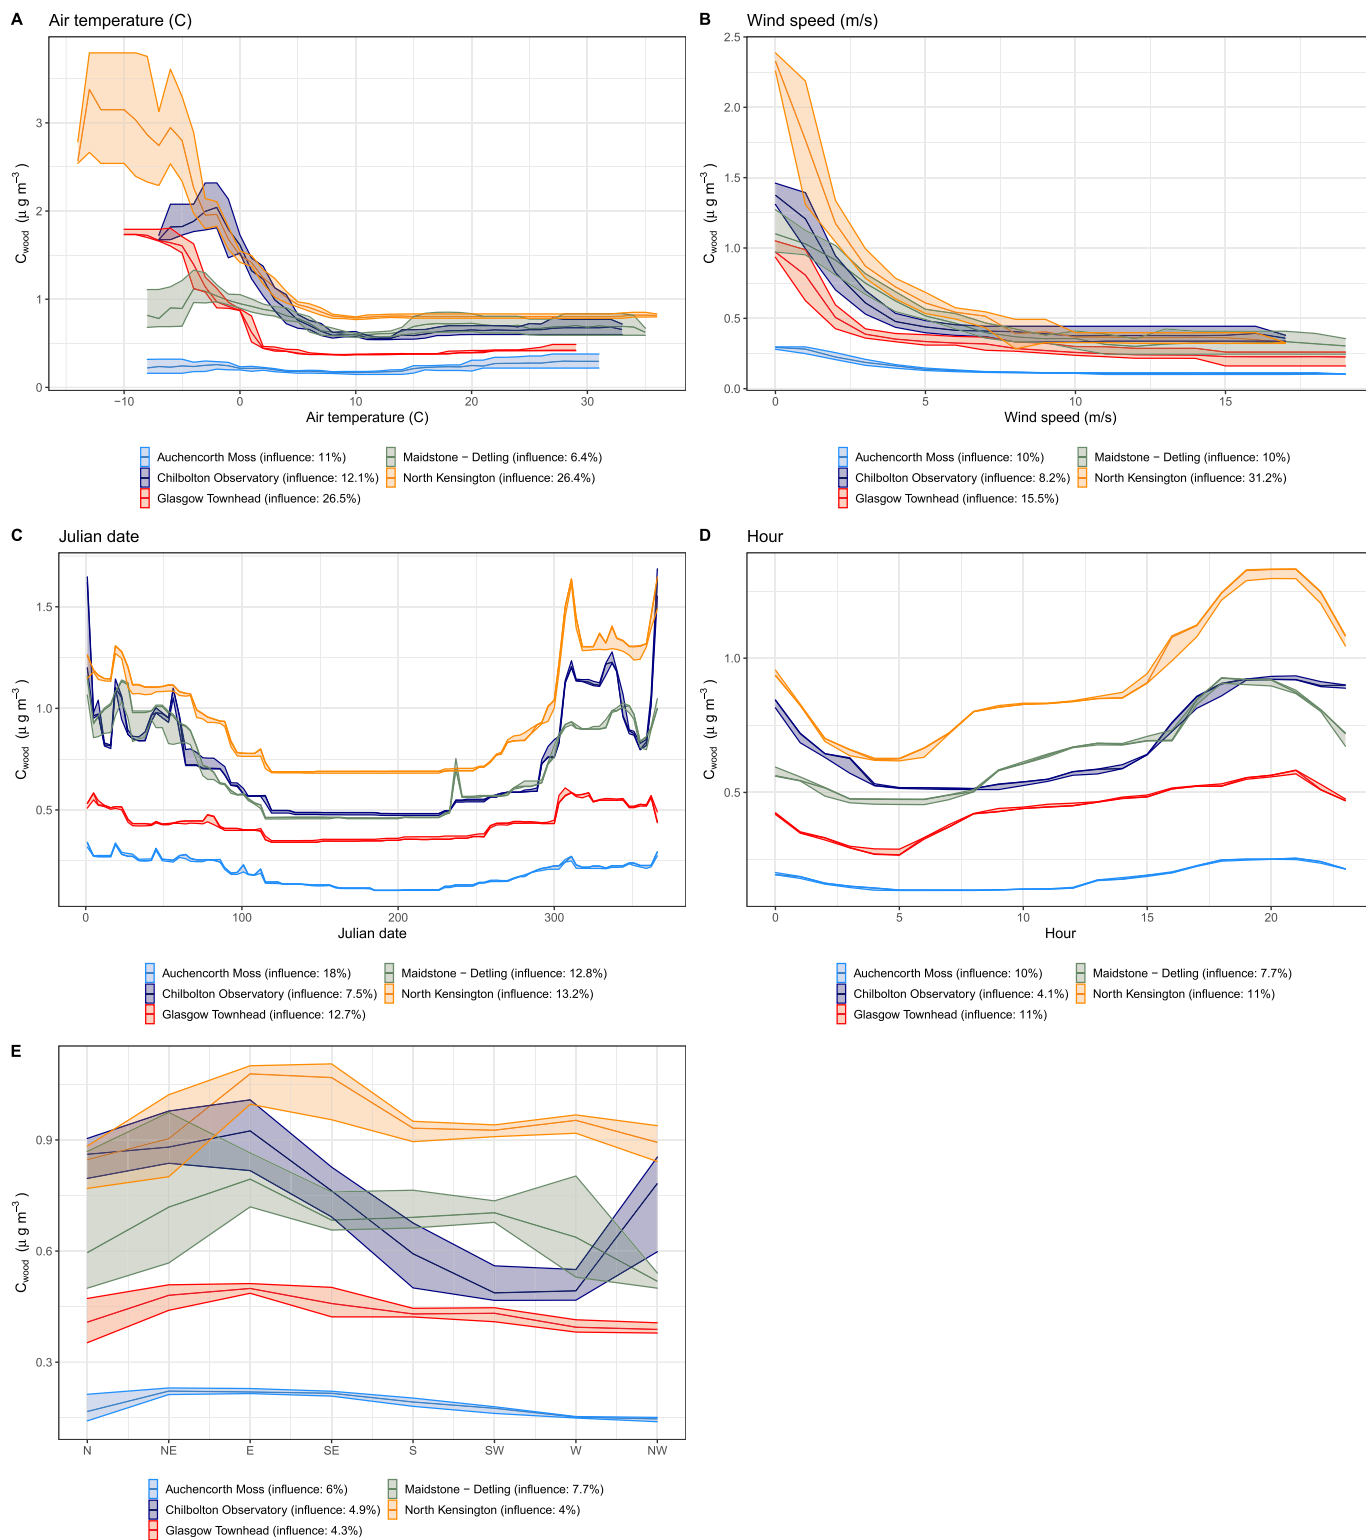 A Air temperature (C)
3
2
1
0
C wood (μ g m−3 )
−10 0 10 20 30
Air temperature (C)
Auchencorth Moss (influence: 11%) Maidstone − Detling (influence: 6.4%)
Chilbolton Observatory (influence: 12.1%) North Kensington (influence: 26.4%)
Glasgow Townhead (influence: 26.5%)
B Wind speed (m/s)
2.5
2.0
1.5
1.0
0.5
0.0
C wood (μ g m−3 )
0 5 10 15
Wind speed (m/s)
Auchencorth Moss (influence: 10%) Maidstone − Detling (influence: 10%)
Chilbolton Observatory (influence: 8.2%) North Kensington (influence: 31.2%)
Glasgow Townhead (influence: 15.5%)
C Julian date
1.5
1.0
0.5
C wood (μ g m−3 )
0 100 200 300
Julian date
Auchencorth Moss (influence: 18%) Maidstone − Detling (influence: 12.8%)
Chilbolton Observatory (influence: 7.5%) North Kensington (influence: 13.2%)
Glasgow Townhead (influence: 12.7%)
D Hour
1.0
0.5
C wood (μ g m−3 )
0 5 10 15 20
Hour
Auchencorth Moss (influence: 10%) Maidstone − Detling (influence: 7.7%)
Chilbolton Observatory (influence: 4.1%) North Kensington (influence: 11%)
Glasgow Townhead (influence: 11%)
E
0.9
0.6
0.3
C wood (μ g m−3 )
N NE E SE S SW W NW
Auchencorth Moss (influence: 6%) Maidstone − Detling (influence: 7.7%)
Chilbolton Observatory (influence: 4.9%) North Kensington (influence: 4%)
Glasgow Townhead (influence: 4.3%)